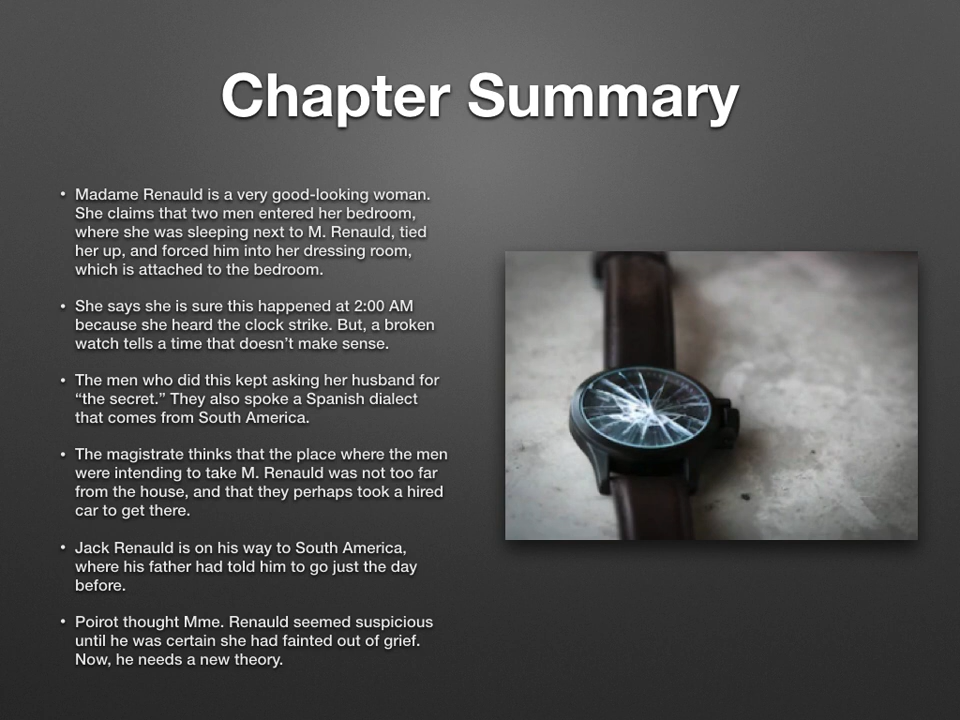 Chapter Summary
• Madame Renauld is a very good-looking woman.
She claims that two men entered her bedroom,
where she was sleeping next to M. Renauld, tied
her up, and forced him into her dressing room,
which is attached to the bedroom.
• She says she is sure this happened at 2:00 AM
because she heard the clock strike. But, a broken
watch tells a time that doesn’t make sense.
• The men who did this kept asking her husband for
“the secret.” They also spoke a Spanish dialect
that comes from South America.
• The magistrate thinks that the place where the men
were intending to take M. Renauld was not too far
from the house, and that they perhaps took a hired
car to get there.
• Jack Renauld is on his way to South America,
where his father had told him to go just the day
before.
• Poirot thought Mme. Renauld seemed suspicious
until he was certain she had fainted out of grief.
Now, he needs a new theory.